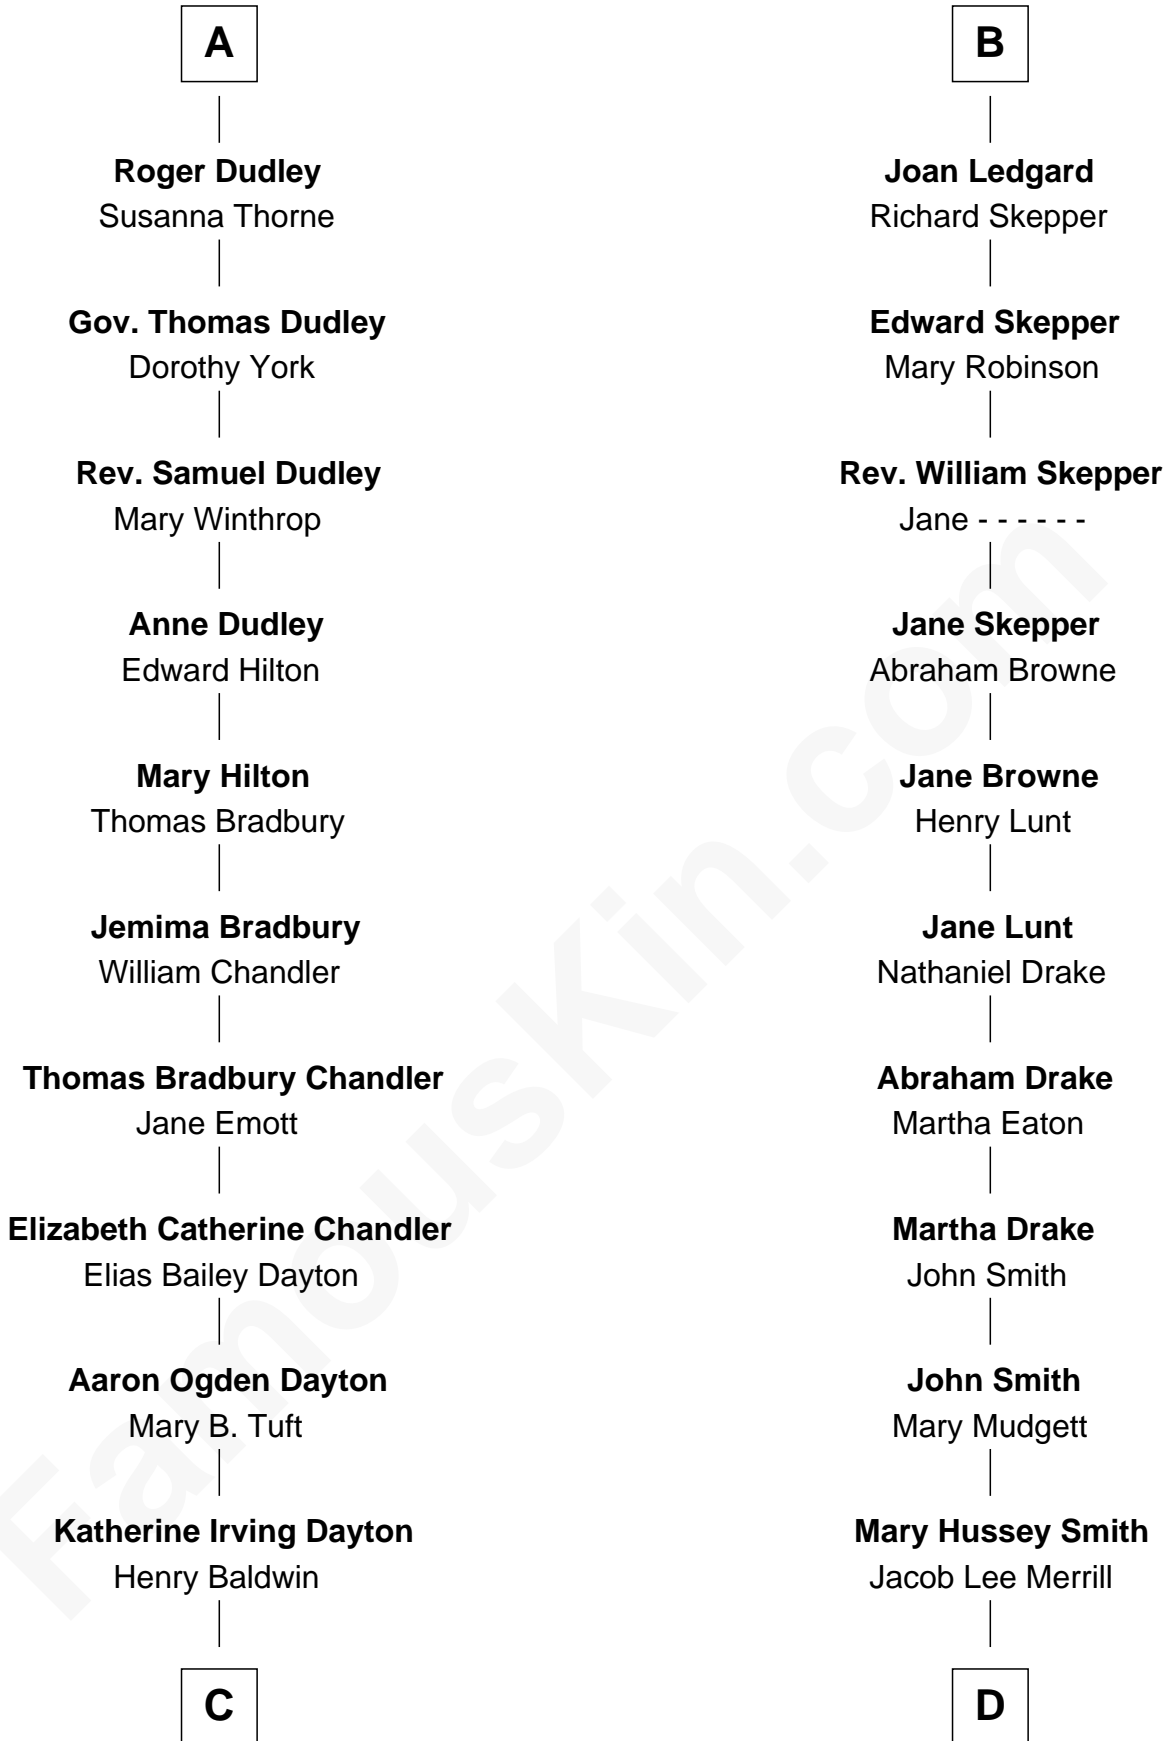 A
Roger Dudley
Susanna Thorne
Gov. Thomas Dudley
Dorothy York
Rev. Samuel Dudley
Mary Winthrop
Anne Dudley
Edward Hilton
Mary Hilton
Thomas Bradbury
Jemima Bradbury
William Chandler
Thomas Bradbury Chandler
Jane Emott
Elizabeth Catherine Chandler
Elias Bailey Dayton
Aaron Ogden Dayton
Mary B. Tuft
Katherine Irving Dayton
Henry Baldwin
C
B
Joan Ledgard
Richard Skepper
Edward Skepper
Mary Robinson
Rev. William Skepper
Jane - - - - - -
Jane Skepper
Abraham Browne
Jane Browne
Henry Lunt
Jane Lunt
Nathaniel Drake
Abraham Drake
Martha Eaton
Martha Drake
John Smith
John Smith
Mary Mudgett
Mary Hussey Smith
Jacob Lee Merrill
D
FamousKin.com